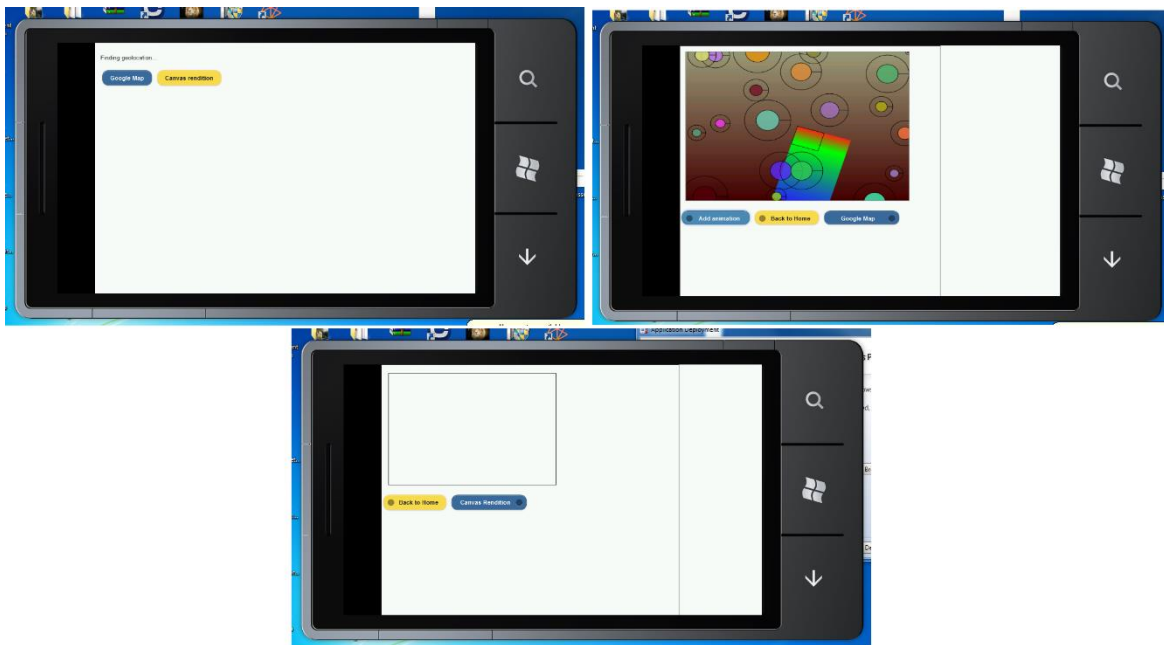 Finding geolocation...
Google Map
Canvas rendition
Add animation
Back to Home
Google Map
Application Deployment
Back to Home
Canvas Rendition